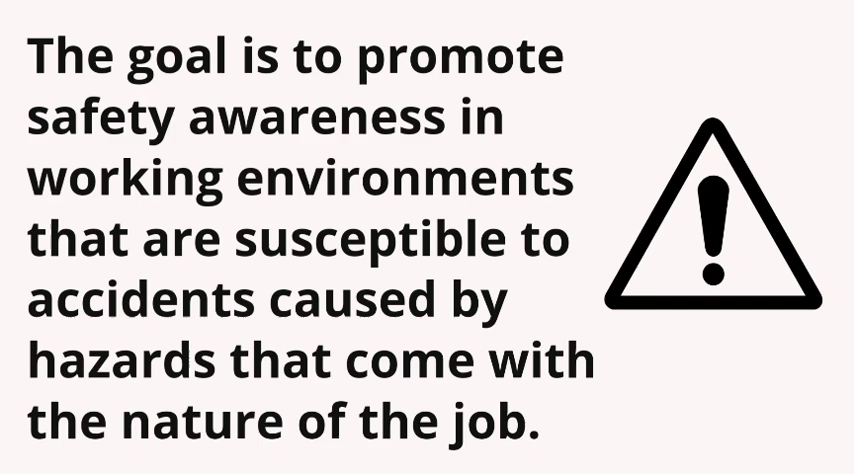 The goal is to promote
safety awareness in
working environments
that are susceptible to
accidents caused by
hazards that come with
the nature of the job.